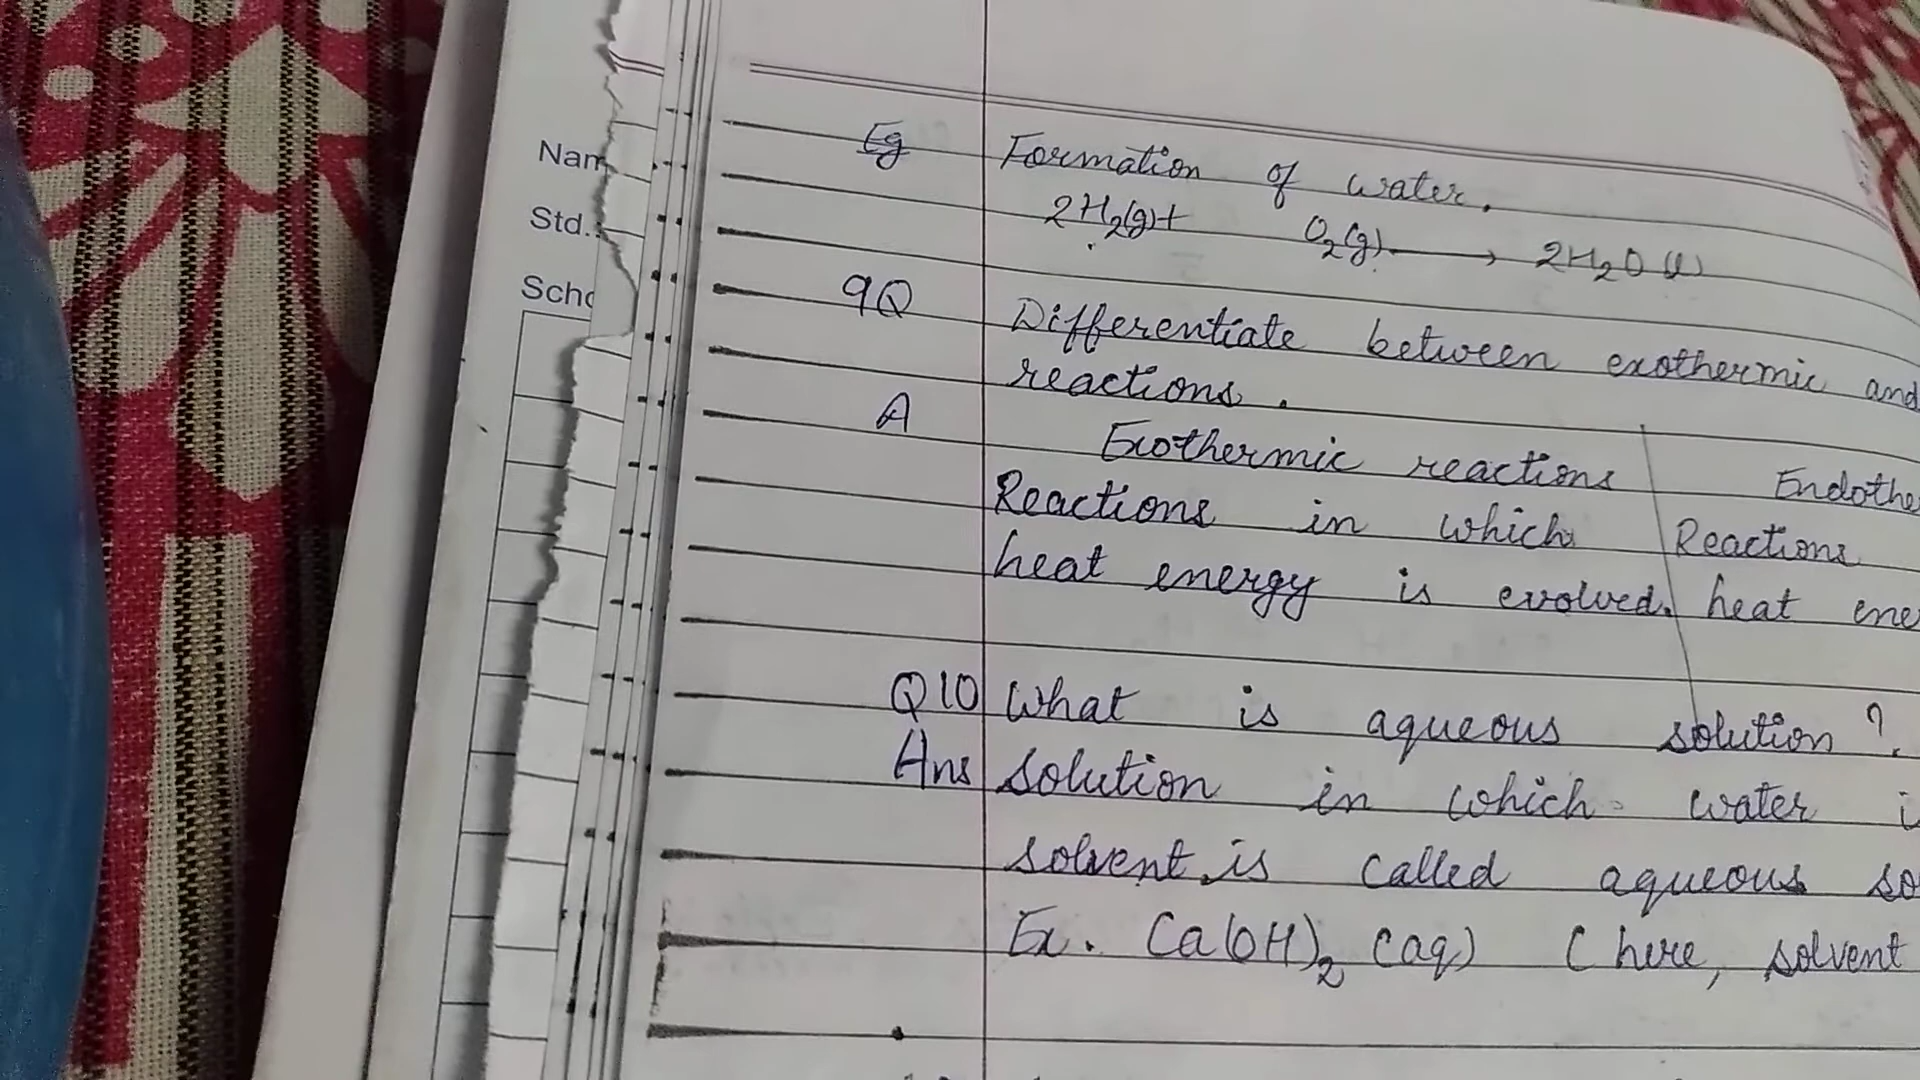 Nam
Std.
Scho
Eg Formation of water.
2H₂(g)+ O₂(g) → 2H₂O (l)
9Q Differentiate between exothermic and
reactions.
A Exothermic reactions Endothe
Reactions in which Reactions
heat energy is evolved. heat ene
Q10 What is aqueous solution?
Ans solution in which water i
solvent is called aqueous so
Ex. Ca(OH)₂ (aq) (here, solvent